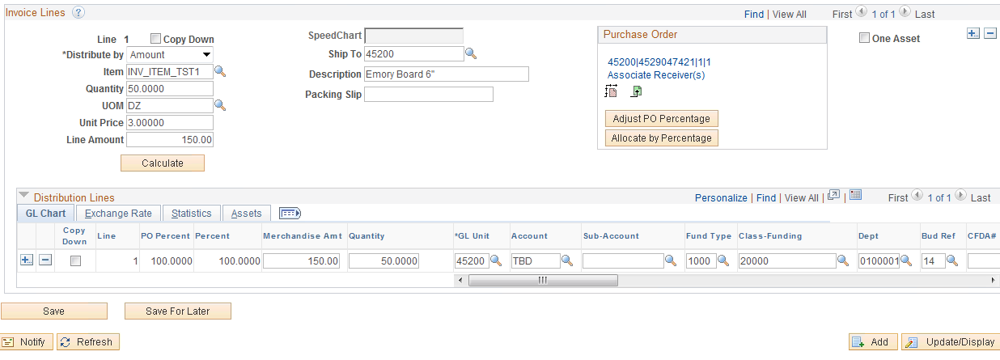 Invoice Lines ? Find | View All First 1 of 1 Last
Line 1 Copy Down
*Distribute by Amount
Item INV_ITEM_TST1
Quantity 50.0000
UOM DZ
Unit Price 3.00000
Line Amount 150.00
Calculate
SpeedChart
Ship To 45200
Description Emory Board 6"
Packing Slip
Purchase Order
45200|4529047421|1|1
Associate Receiver(s)
Adjust PO Percentage
Allocate by Percentage
One Asset
Distribution Lines Personalize | Find | View All | | First 1 of 1 Last
GL Chart Exchange Rate Statistics Assets
Copy Down Line PO Percent Percent Merchandise Amt Quantity *GL Unit Account Sub-Account Fund Type Class-Funding Dept Bud Ref CFDA#
1 100.0000 100.0000 150.00 50.0000 45200 TBD 1000 20000 0100001 14
Save Save For Later
Notify Refresh Add Update/Display